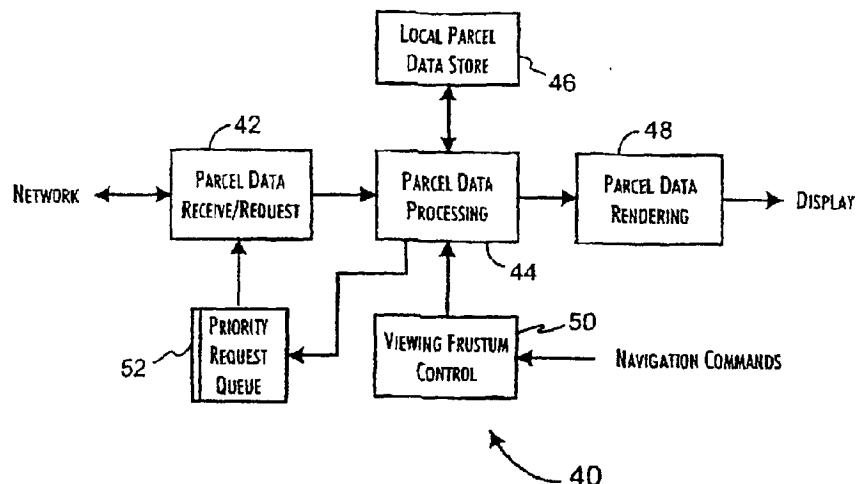 LOCAL PARCEL
DATA STORE
46
42
48
NETWORK
PARCEL DATA
RECEIVE/REQUEST
PARCEL DATA
PROCESSING
PARCEL DATA
RENDERING
DISPLAY
44
52
PRIORITY
REQUEST
QUEUE
VIEWING FRUSTUM
CONTROL
50
NAVIGATION COMMANDS
40